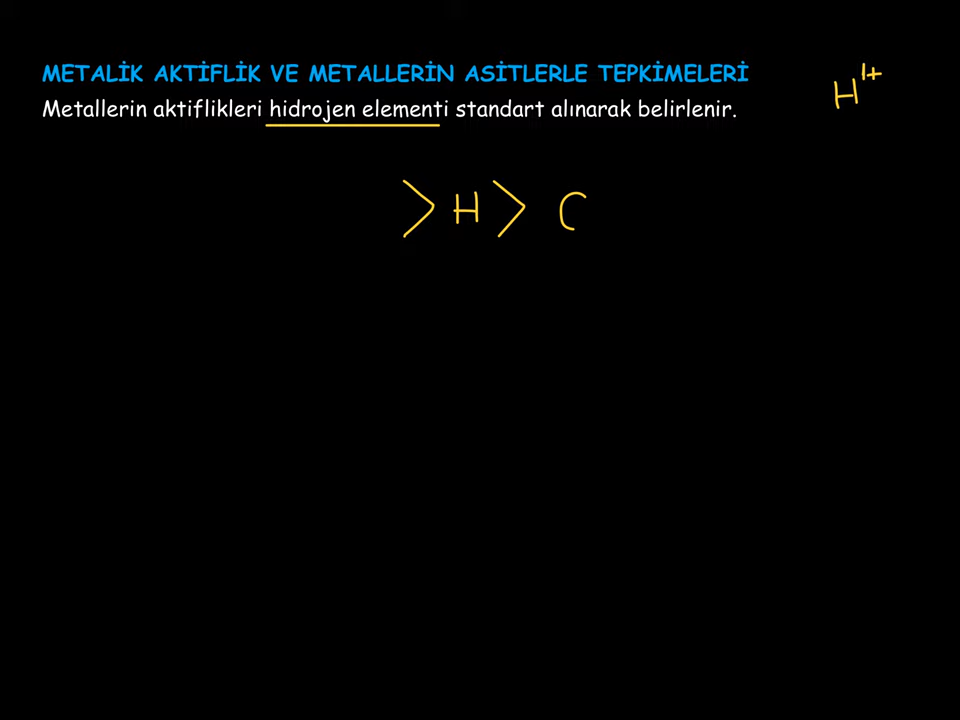 METALİK AKTİFLİK VE METALLERİN ASİTLERLE TEPKİMELERİ
H¹⁺
Metallerin aktiflikleri hidrojen elementi standart alınarak belirlenir.
> H > C